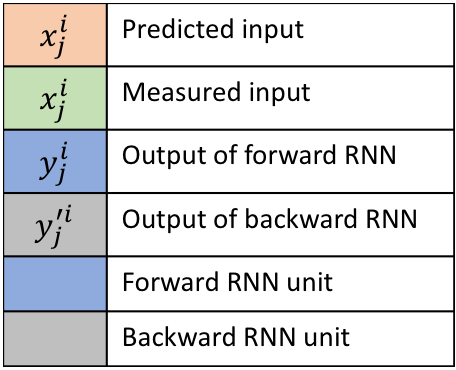 x_j^i Predicted input
x_j^i Measured input
y_j^i Output of forward RNN
y_j'^i Output of backward RNN
Forward RNN unit
Backward RNN unit